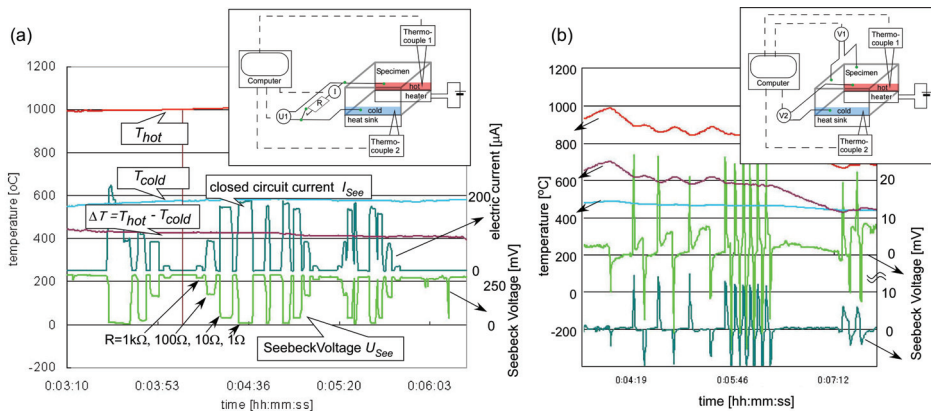 (a)
Computer
U1
R
I
Specimen
Thermo-
couple 1
hot
heater
cold
heat sink
Thermo-
couple 2
1200
1000
800
600
400
200
0
-200
temperature [oC]
T_hot
T_cold
closed circuit current I_See
ΔT=T_hot - T_cold
R=1kΩ, 100Ω, 10Ω, 1Ω
SeebeckVoltage U_See
200
0
electric current [µA]
250
0
Seebeck Voltage [mV]
0:03:10
0:03:53
0:04:36
0:05:20
0:06:03
time [hh:mm:ss]
(b)
Computer
V1
V2
Specimen
Thermo-
couple 1
hot
heater
cold
heat sink
Thermo-
couple 2
1200
1000
800
600
400
200
0
-200
temperature [°C]
20
10
0
10
0
Seebeck Voltage [mV]
0:04:19
0:05:46
0:07:12
time [hh:mm:ss]